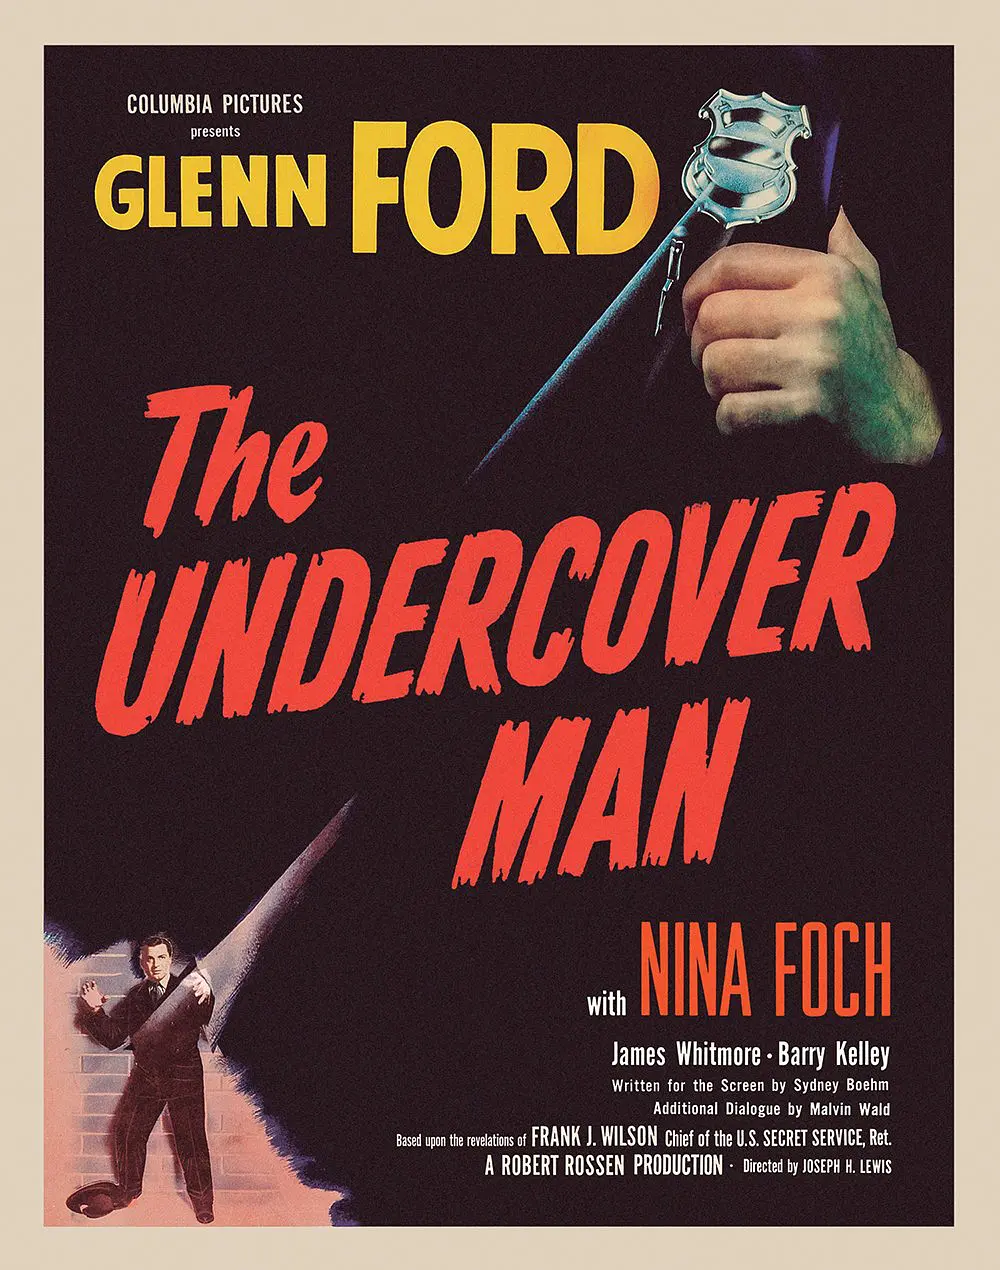 COLUMBIA PICTURES
presents
GLENN FORD
The
UNDERCOVER
MAN
with NINA FOCH
James Whitmore · Barry Kelley
Written for the Screen by Sydney Boehm
Additional Dialogue by Malvin Wald
Based upon the revelations of FRANK J. WILSON Chief of the U.S. SECRET SERVICE, Ret.
A ROBERT ROSSEN PRODUCTION · Directed by JOSEPH H. LEWIS